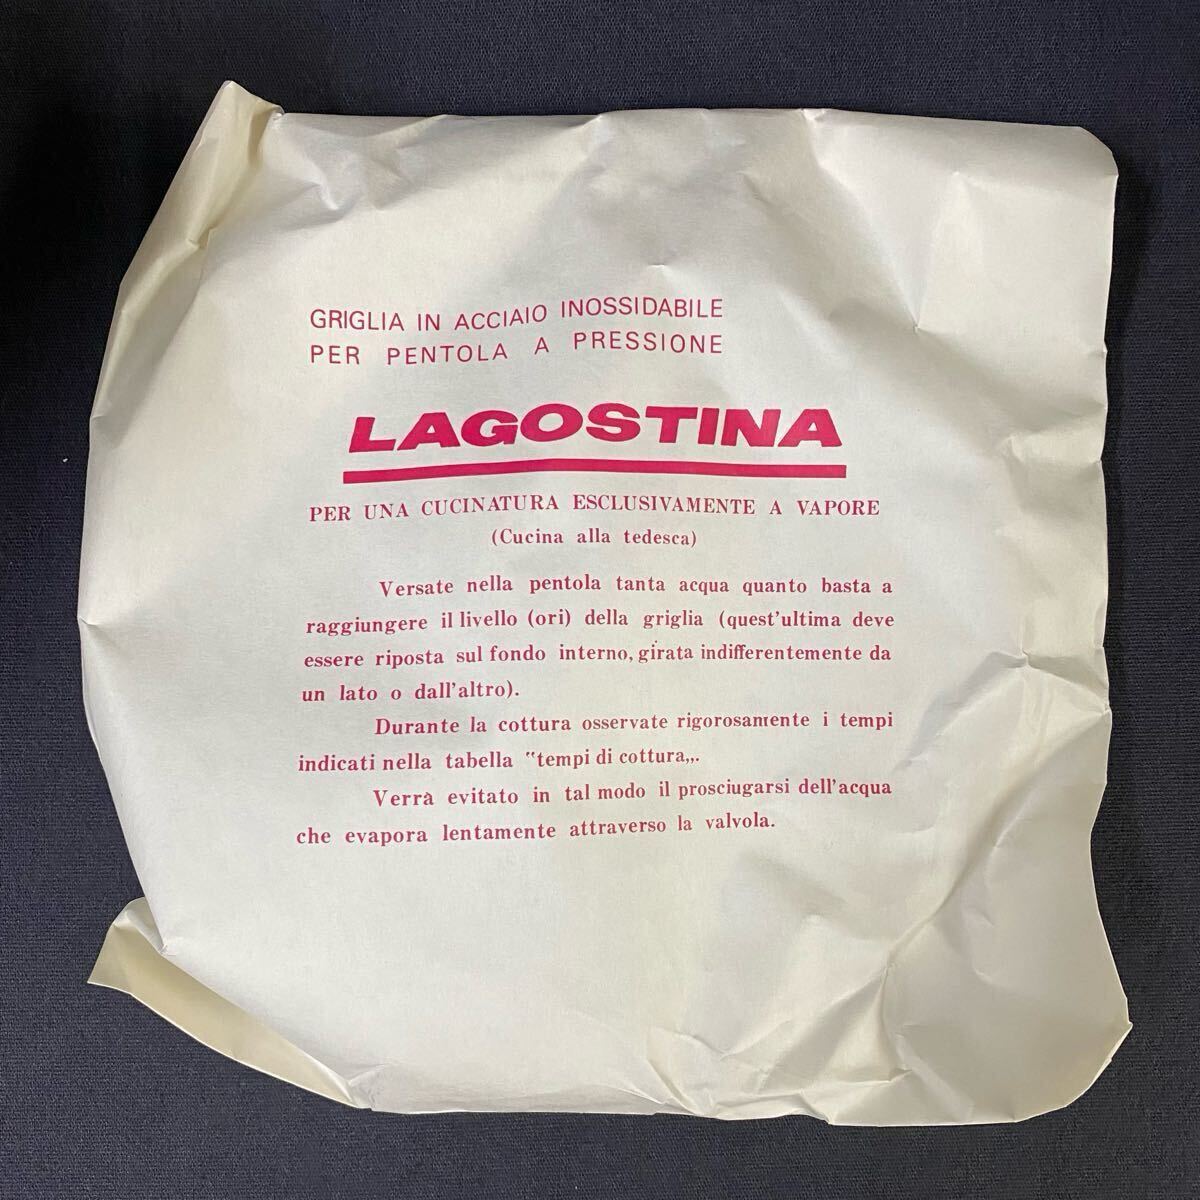 GRIGLIA IN ACCIAIO INOSSIDABILE
PER PENTOLA A PRESSIONE
LAGOSTINA
PER UNA CUCINATURA ESCLUSIVAMENTE A VAPORE
(Cucina alla tedesca)
Versate nella pentola tanta acqua quanto basta a
raggiungere il livello (ori) della griglia (quest'ultima deve
essere riposta sul fondo interno, girata indifferentemente da
un lato o dall'altro).
Durante la cottura osservate rigorosamente i tempi
indicati nella tabella "tempi di cottura„.
Verrà evitato in tal modo il prosciugarsi dell'acqua
che evapora lentamente attraverso la valvola.